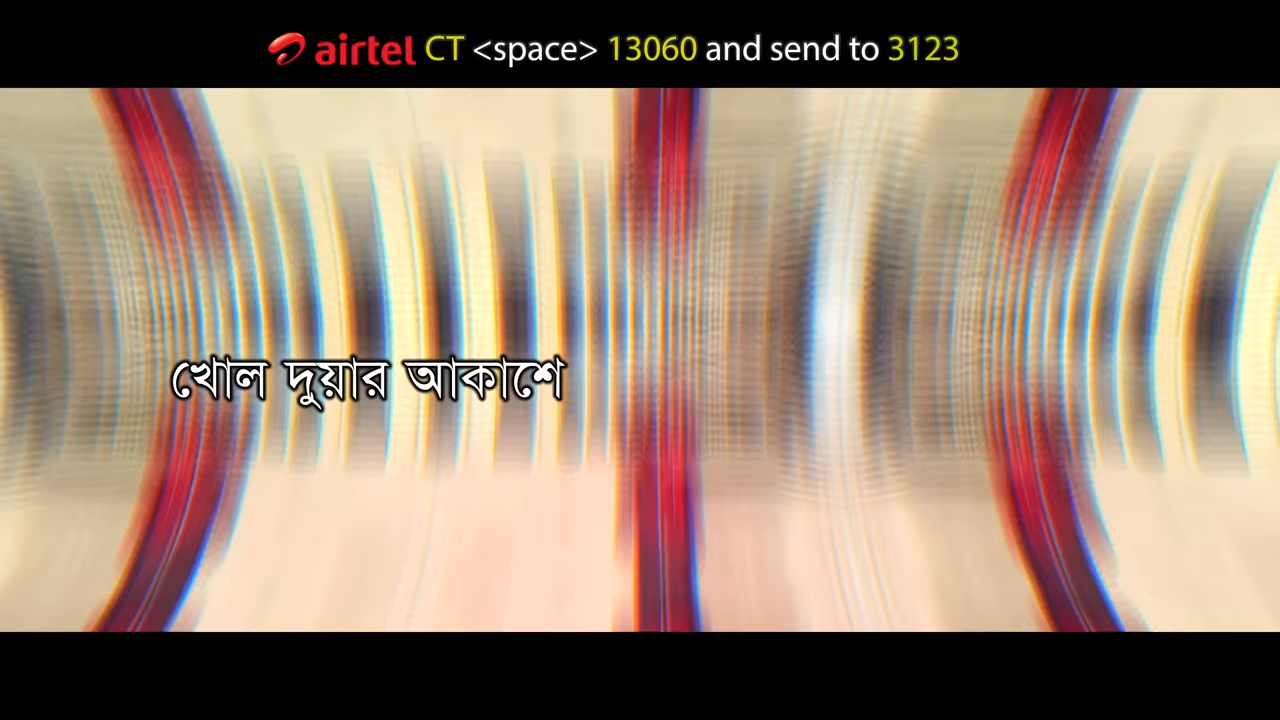 airtel CT <space> 13060 and send to 3123
খোল দুয়ার আকাশে